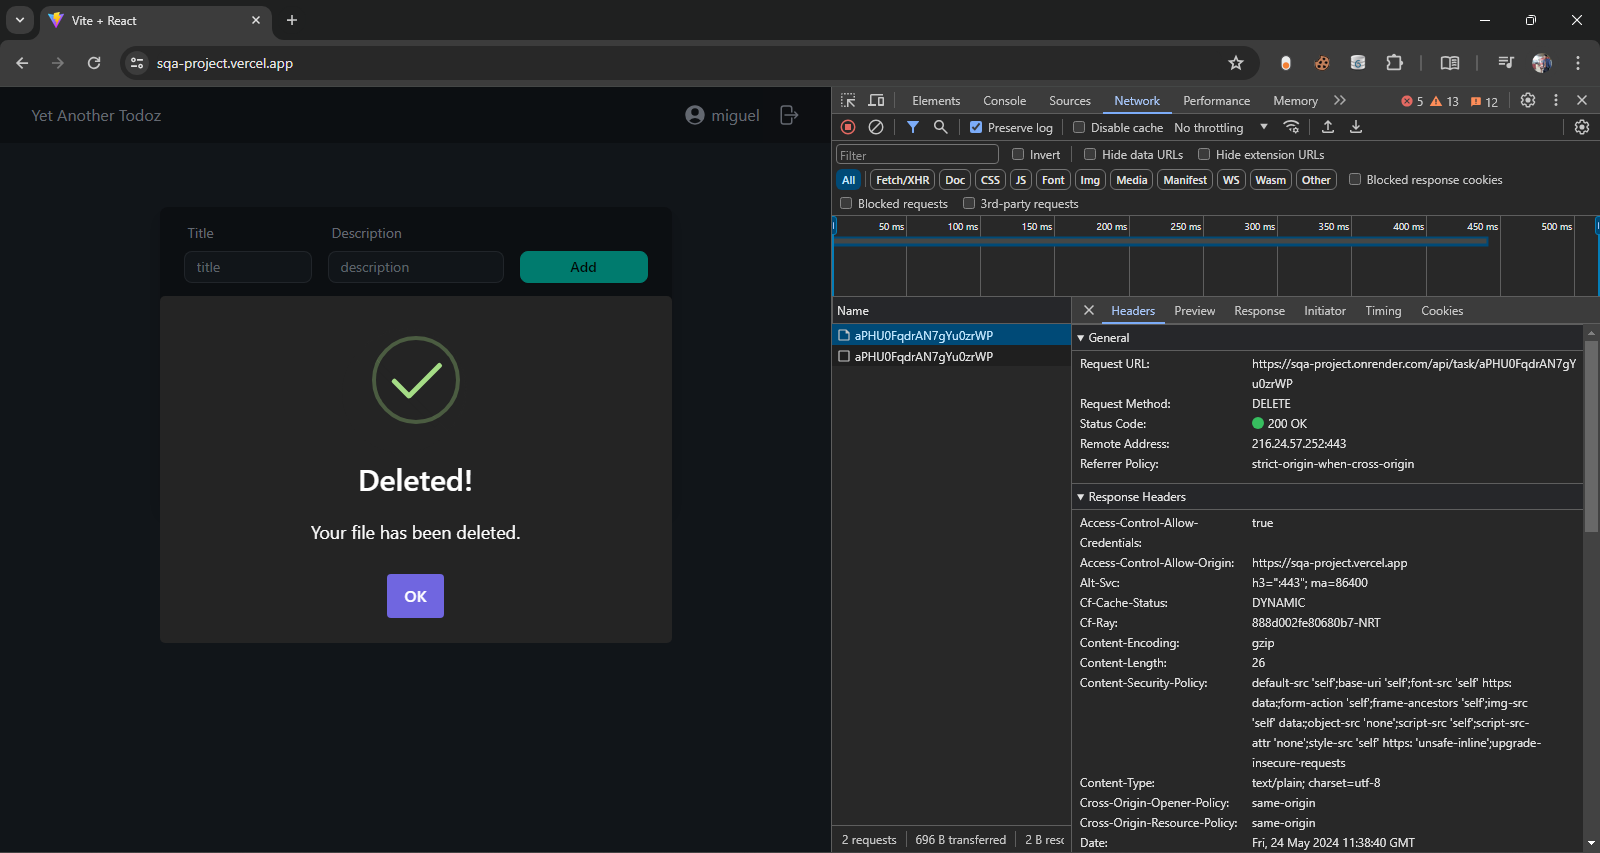 Vite + React
sqa-project.vercel.app
Yet Another Todoz
miguel
Title
Description
title
description
Add
Deleted!
Your file has been deleted.
OK
Elements
Console
Sources
Network
Performance
Memory
5
13
12
Preserve log
Disable cache
No throttling
Filter
Invert
Hide data URLs
Hide extension URLs
All
Fetch/XHR
Doc
CSS
JS
Font
Img
Media
Manifest
WS
Wasm
Other
Blocked response cookies
Blocked requests
3rd-party requests
50 ms
100 ms
150 ms
200 ms
250 ms
300 ms
350 ms
400 ms
450 ms
500 ms
Name
aPHU0FqdrAN7gYu0zrWP
aPHU0FqdrAN7gYu0zrWP
2 requests
696 B transferred
2 B resc
Headers
Preview
Response
Initiator
Timing
Cookies
General
Request URL: https://sqa-project.onrender.com/api/task/aPHU0FqdrAN7gY
u0zrWP
Request Method: DELETE
Status Code: 200 OK
Remote Address: 216.24.57.252:443
Referrer Policy: strict-origin-when-cross-origin
Response Headers
Access-Control-Allow- true
Credentials:
Access-Control-Allow-Origin: https://sqa-project.vercel.app
Alt-Svc: h3=":443"; ma=86400
Cf-Cache-Status: DYNAMIC
Cf-Ray: 888d002fe80680b7-NRT
Content-Encoding: gzip
Content-Length: 26
Content-Security-Policy: default-src 'self';base-uri 'self';font-src 'self' https:
data:;form-action 'self';frame-ancestors 'self';img-src
'self' data:;object-src 'none';script-src 'self';script-src-
attr 'none';style-src 'self' https: 'unsafe-inline';upgrade-
insecure-requests
Content-Type: text/plain; charset=utf-8
Cross-Origin-Opener-Policy: same-origin
Cross-Origin-Resource-Policy: same-origin
Date: Fri, 24 May 2024 11:38:40 GMT